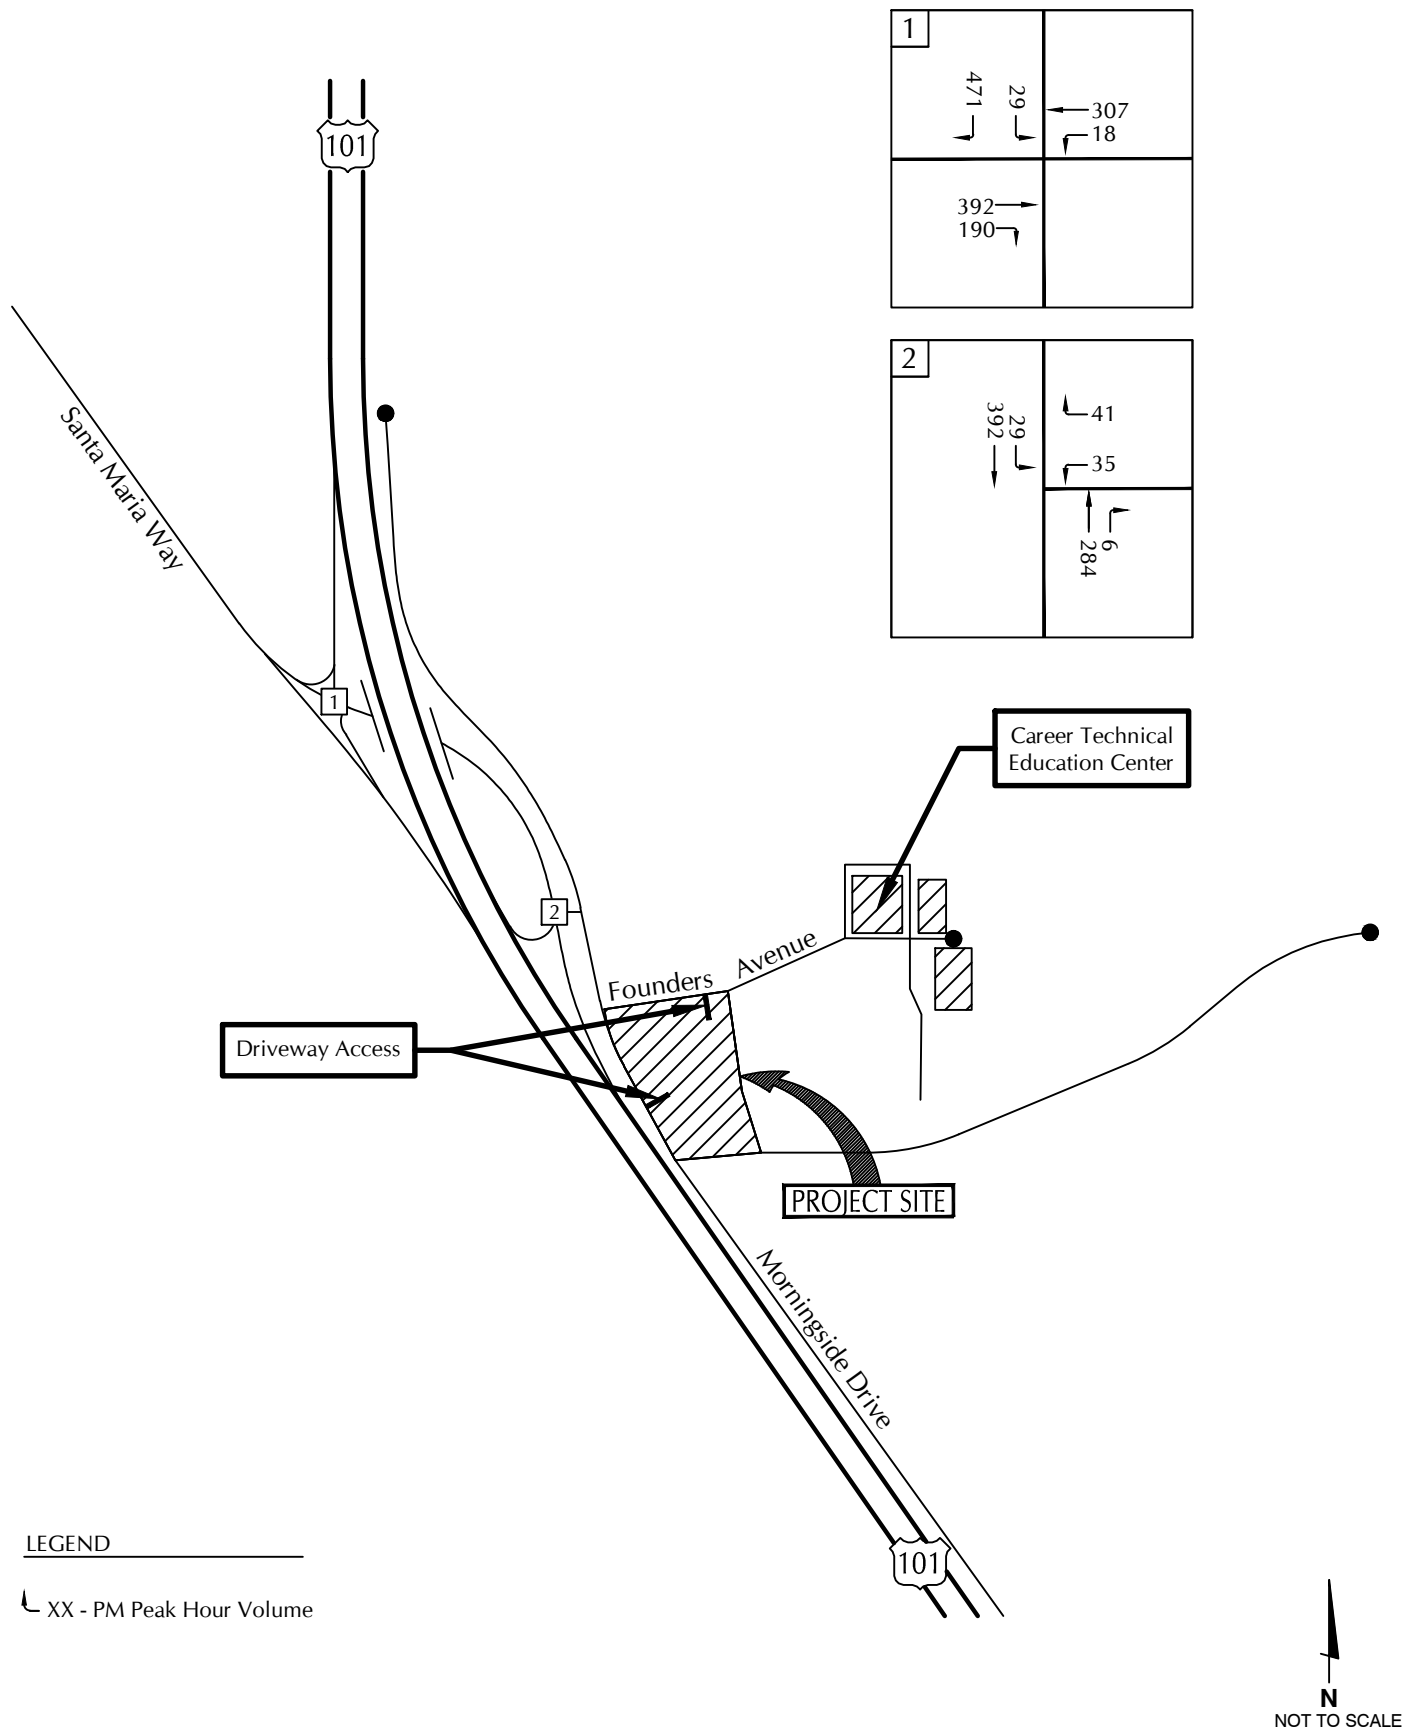 1
471
29
307
18
392
190
101
2
392
29
41
35
6
284
Santa Maria Way
1
Career Technical
Education Center
2
Founders Avenue
Driveway Access
PROJECT SITE
Morningside Drive
101
LEGEND
XX - PM Peak Hour Volume
N
NOT TO SCALE